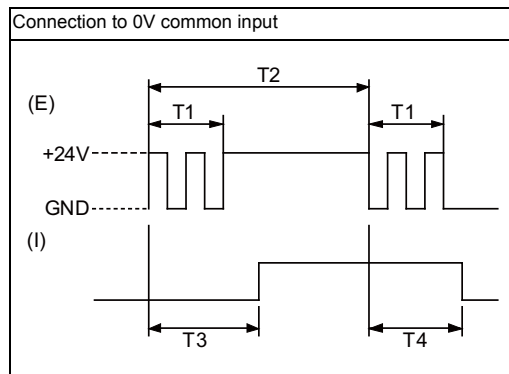 Connection to 0V common input
T2
(E)
T1
T1
+24V
GND
(I)
T3
T4